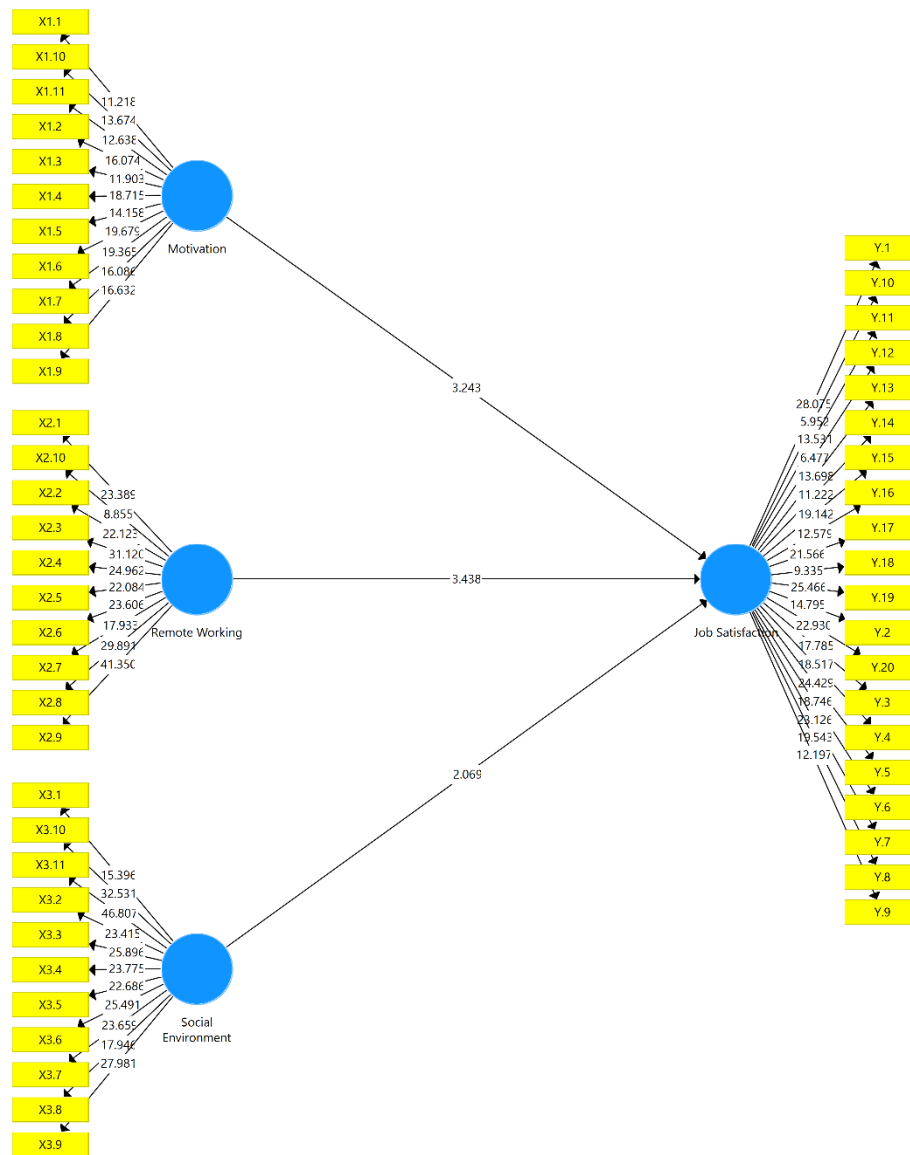 X1.1
X1.10
X1.11
X1.2
X1.3
X1.4
X1.5
X1.6
X1.7
X1.8
X1.9
11.218
13.674
12.638
16.074
11.903
18.715
14.158
19.679
19.365
16.086
16.632
Motivation
3.243
X2.1
X2.10
X2.2
X2.3
X2.4
X2.5
X2.6
X2.7
X2.8
X2.9
23.389
8.855
22.123
31.120
24.962
22.084
23.606
17.933
29.891
41.350
Remote Working
3.438
X3.1
X3.10
X3.11
X3.2
X3.3
X3.4
X3.5
X3.6
X3.7
X3.8
X3.9
15.396
32.531
46.807
23.415
25.896
23.775
22.686
25.491
23.659
17.946
27.981
Social
Environment
2.069
Job Satisfaction
28.075
5.952
13.531
6.477
13.698
11.222
19.142
12.579
21.566
9.335
25.466
14.795
22.930
17.785
18.517
24.429
18.746
23.126
19.543
12.197
Y.1
Y.10
Y.11
Y.12
Y.13
Y.14
Y.15
Y.16
Y.17
Y.18
Y.19
Y.2
Y.20
Y.3
Y.4
Y.5
Y.6
Y.7
Y.8
Y.9